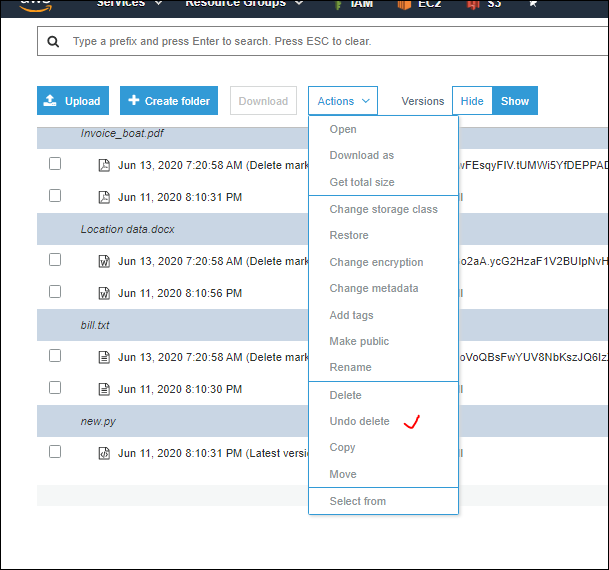 aws Services Resource Groups IAM EC2 S3
Type a prefix and press Enter to search. Press ESC to clear.
Upload Create folder Download Actions Versions Hide Show
Invoice_boat.pdf
Open
Download as
Jun 13, 2020 7:20:58 AM (Delete mark
Get total size
Jun 11, 2020 8:10:31 PM
Change storage class
Location data.docx
Restore
Jun 13, 2020 7:20:58 AM (Delete mark
Change encryption
Jun 11, 2020 8:10:56 PM
Change metadata
Add tags
bill.txt
Make public
Jun 13, 2020 7:20:58 AM (Delete mark
Rename
Jun 11, 2020 8:10:30 PM
Delete
new.py
Undo delete
Copy
Jun 11, 2020 8:10:31 PM (Latest versi
Move
Select from